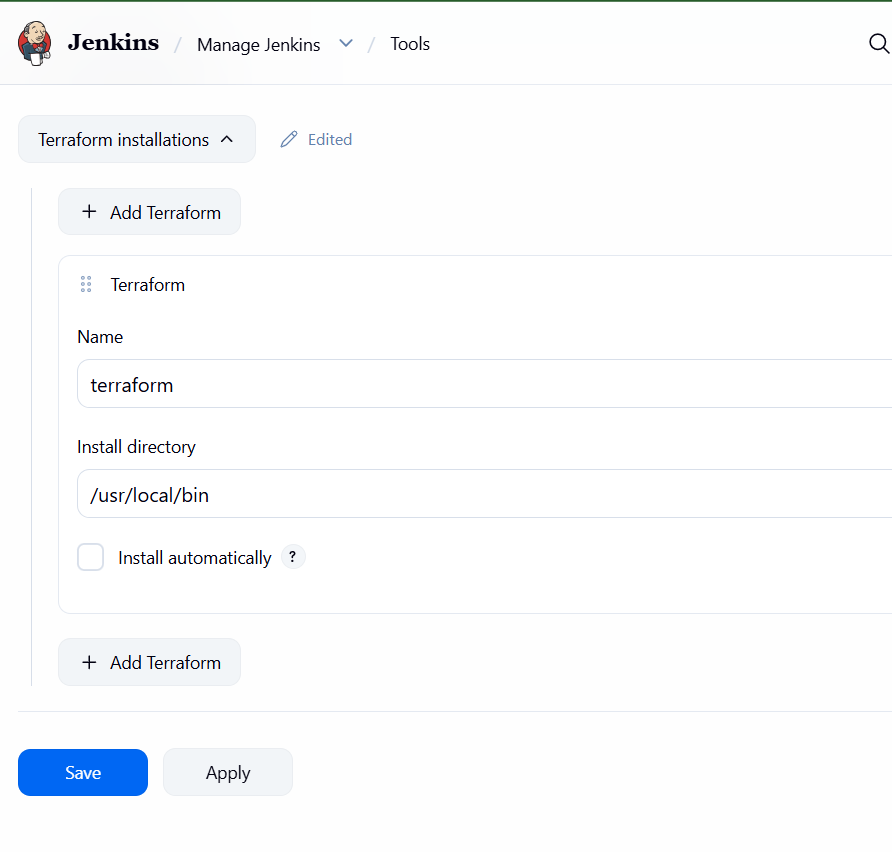 Jenkins / Manage Jenkins / Tools
Terraform installations Edited
+ Add Terraform
Terraform
Name
terraform
Install directory
/usr/local/bin
Install automatically ?
+ Add Terraform
Save Apply